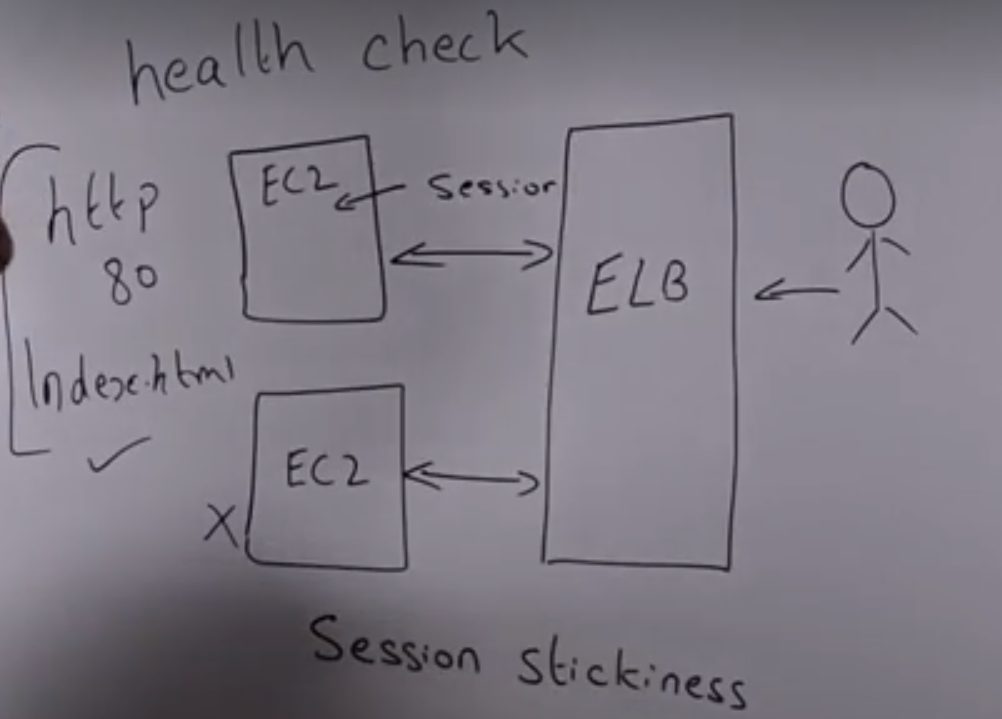 health check
http
80
Index.html
EC2
Session
ELB
EC2
X
Session stickiness